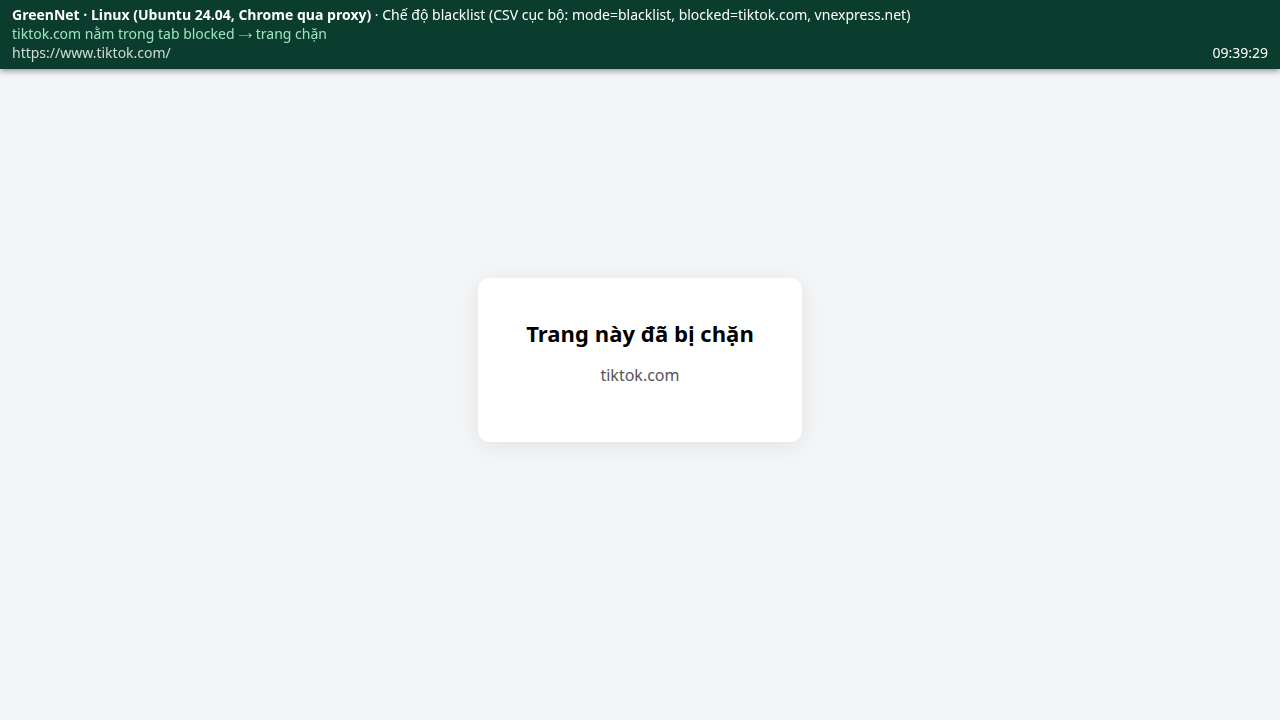 GreenNet · Linux (Ubuntu 24.04, Chrome qua proxy) · Chế độ blacklist (CSV cục bộ: mode=blacklist, blocked=tiktok.com, vnexpress.net)
tiktok.com nằm trong tab blocked → trang chặn
https://www.tiktok.com/ 09:39:29
Trang này đã bị chặn
tiktok.com